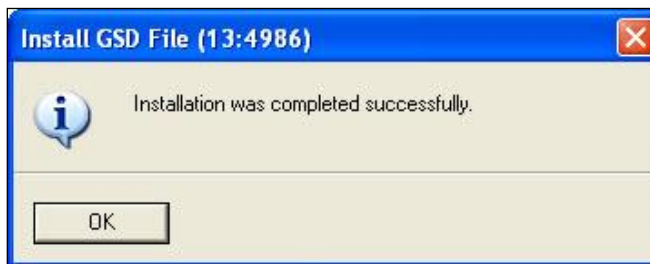 Install GSD File (13:4986)
Installation was completed successfully.
OK